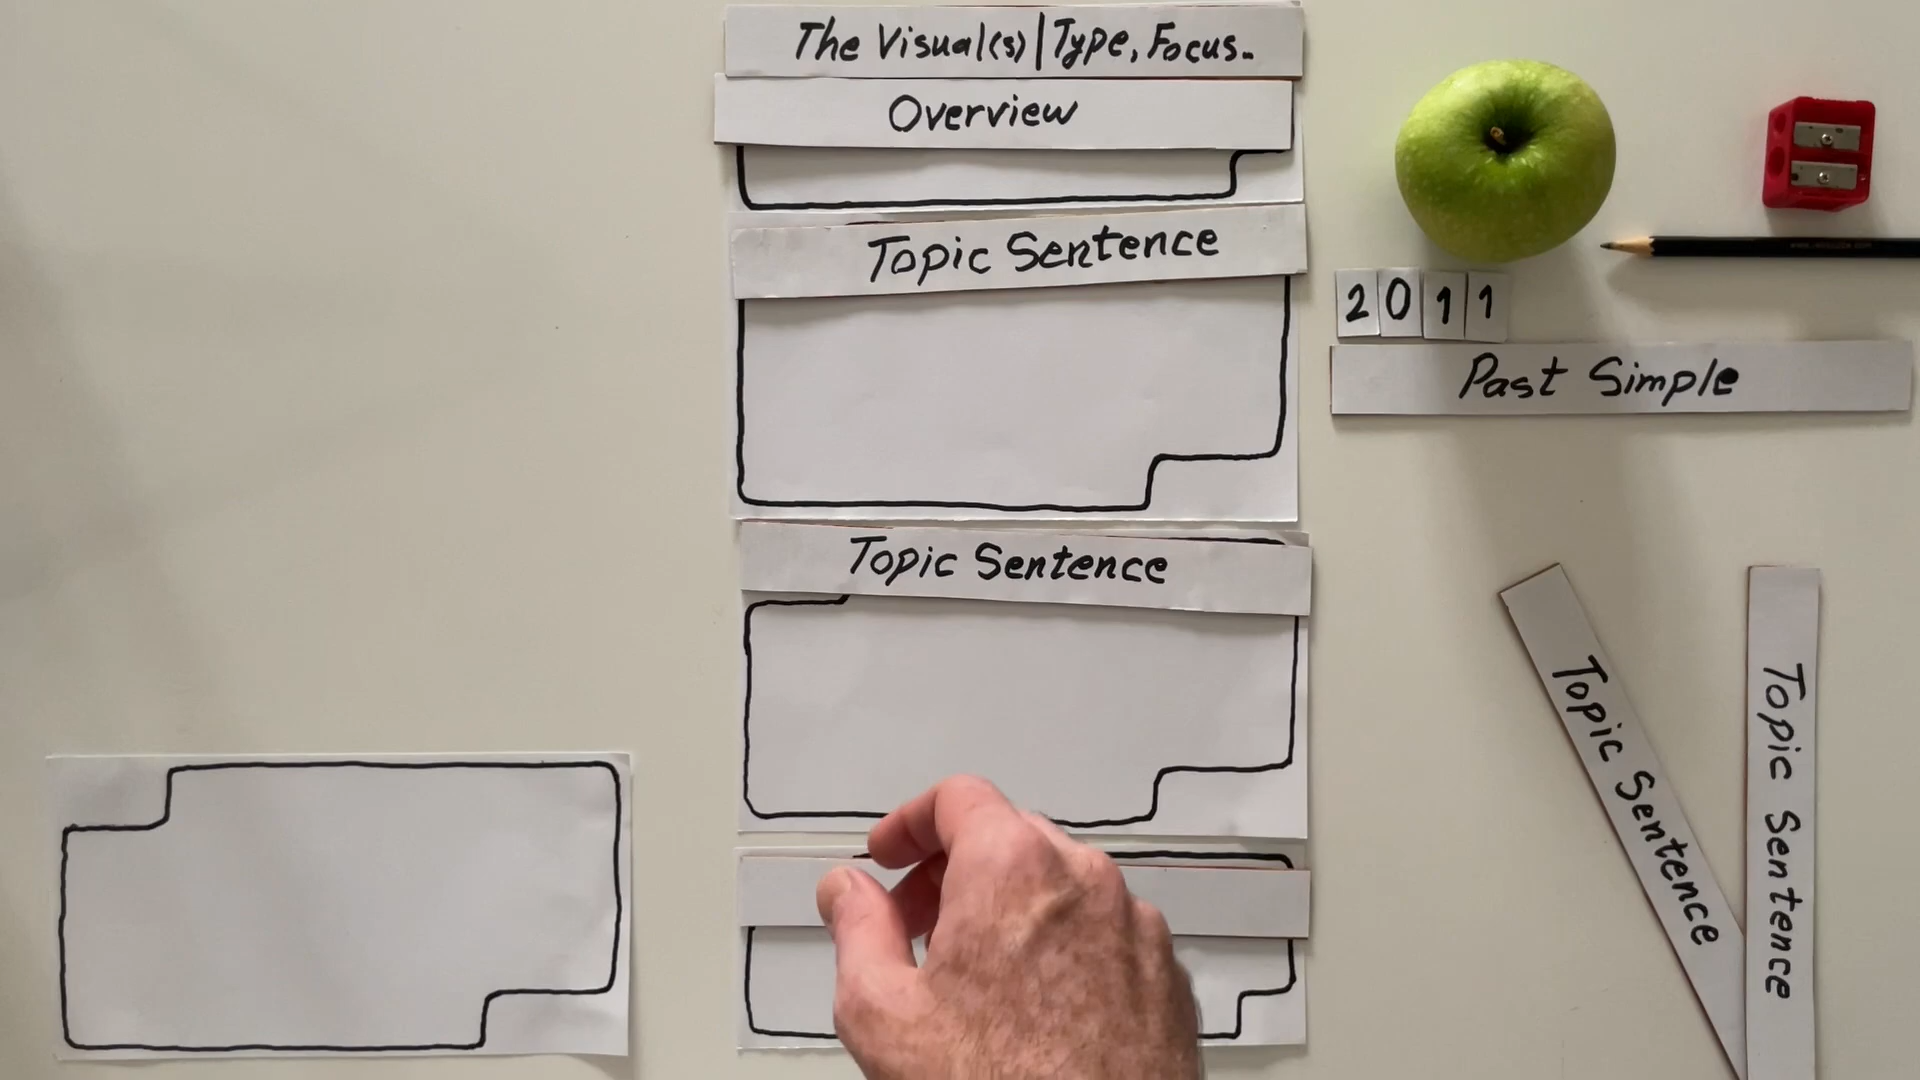 The Visual(s) | Type, Focus..
Overview
Topic Sentence
2011
Past Simple
Topic Sentence
Topic Sentence
Topic Sentence